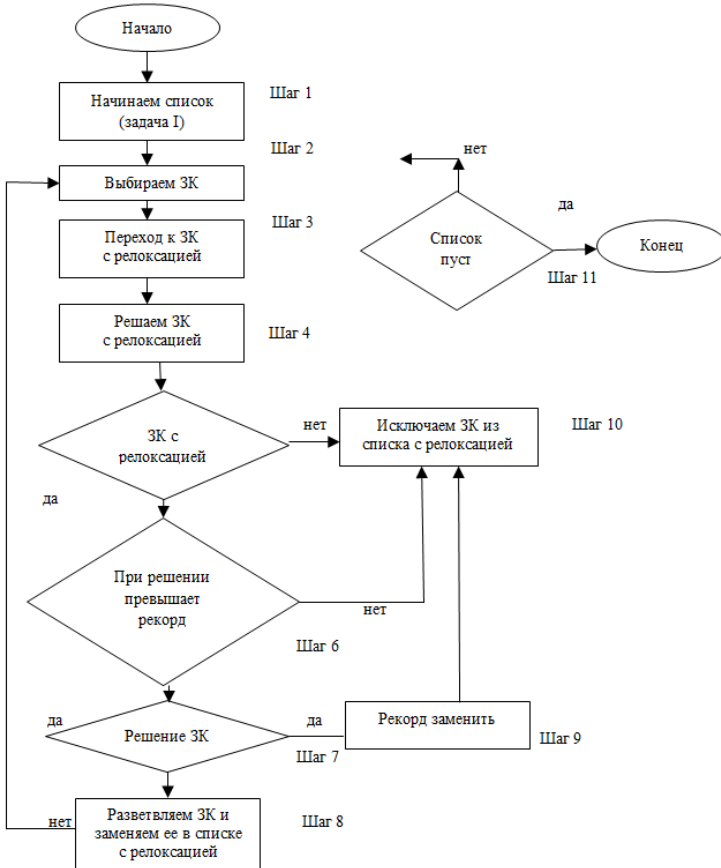 Начало
Шаг 1
Начинаем список
(задача I)
Шаг 2
нет
Выбираем ЗК
Шаг 3
да
Переход к ЗК
с релоксацией
Список
пуст
Конец
Шаг 11
Решаем ЗК
с релоксацией
Шаг 4
ЗК с
релоксацией
нет
Исключаем ЗК из
списка с релоксацией
Шаг 10
да
При решении
превышает
рекорд
нет
Шаг 6
да
да
Решение ЗК
Рекорд заменить
Шаг 7
Шаг 9
нет
Разветвляем ЗК и
заменяем ее в списке
с релоксацией
Шаг 8